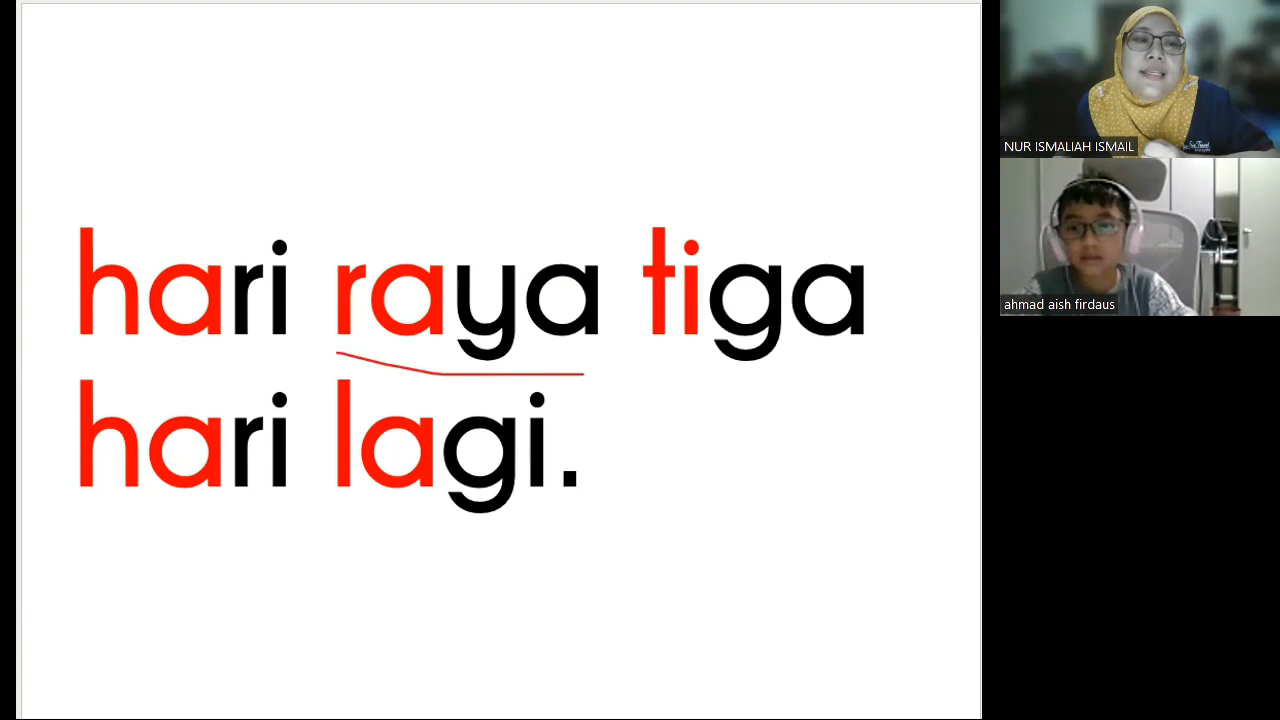 hari raya tiga
hari lagi.
NUR ISMALIAH ISMAIL
ahmad aish firdaus